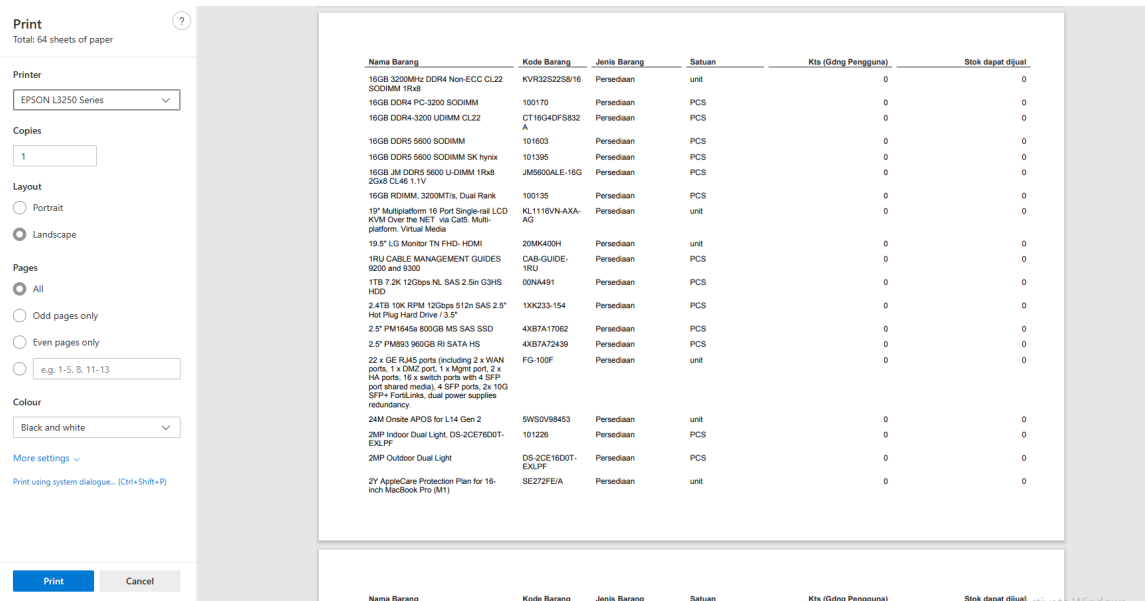 Print
?
Total: 64 sheets of paper
Printer
EPSON L3250 Series
Copies
1
Layout
Portrait
Landscape
Pages
All
Odd pages only
Even pages only
e.g. 1-5, 8, 11-13
Colour
Black and white
More settings
Print using system dialogue... (Ctrl+Shift+P)
Print Cancel
Nama Barang Kode Barang Jenis Barang Satuan Kts (Gdng Pengguna) Stok dapat dijual
16GB 3200MHz DDR4 Non-ECC CL22 KVR32S22S8/16 Persediaan unit 0 0
SODIMM 1Rx8
16GB DDR4 PC-3200 SODIMM 100170 Persediaan PCS 0 0
16GB DDR4-3200 UDIMM CL22 CT16G4DFS832 Persediaan PCS 0 0
A
16GB DDR5 5600 SODIMM 101603 Persediaan PCS 0 0
16GB DDR5 5600 SODIMM SK hynix 101395 Persediaan PCS 0 0
16GB JM DDR5 5600 U-DIMM 1Rx8 JM5600ALE-16G Persediaan PCS 0 0
2Gx8 CL46 1.1V
16GB RDIMM, 3200MT/s, Dual Rank 100135 Persediaan PCS 0 0
19" Multiplatform 16 Port Single-rail LCD KL1116VN-AXA- Persediaan unit 0 0
KVM Over the NET via Cat5. Multi- AG
platform. Virtual Media
19.5" LG Monitor TN FHD- HDMI 20MK400H Persediaan unit 0 0
1RU CABLE MANAGEMENT GUIDES CAB-GUIDE- Persediaan PCS 0 0
9200 and 9300 1RU
1TB 7.2K 12Gbps NL SAS 2.5in G3HS 00NA491 Persediaan PCS 0 0
HDD
2.4TB 10K RPM 12Gbps 512n SAS 2.5" 1XK233-154 Persediaan PCS 0 0
Hot Plug Hard Drive / 3.5"
2.5" PM1645a 800GB MS SAS SSD 4XB7A17062 Persediaan PCS 0 0
2.5" PM893 960GB RI SATA HS 4XB7A72439 Persediaan PCS 0 0
22 x GE RJ45 ports (including 2 x WAN FG-100F Persediaan unit 0 0
ports, 1 x DMZ port, 1 x Mgmt port, 2 x
HA ports, 16 x switch ports with 4 SFP
port shared media), 4 SFP ports, 2x 10G
SFP+ FortiLinks, dual power supplies
redundancy.
24M Onsite APOS for L14 Gen 2 5WS0V98453 Persediaan unit 0 0
2MP Indoor Dual Light, DS-2CE76D0T- 101226 Persediaan PCS 0 0
EXLPF
2MP Outdoor Dual Light DS-2CE16D0T- Persediaan PCS 0 0
EXLPF
2Y AppleCare Protection Plan for 16- SE272FE/A Persediaan unit 0 0
inch MacBook Pro (M1)
Nama Barang Kode Barang Jenis Barang Satuan Kts (Gdng Pengguna) Stok dapat dijual